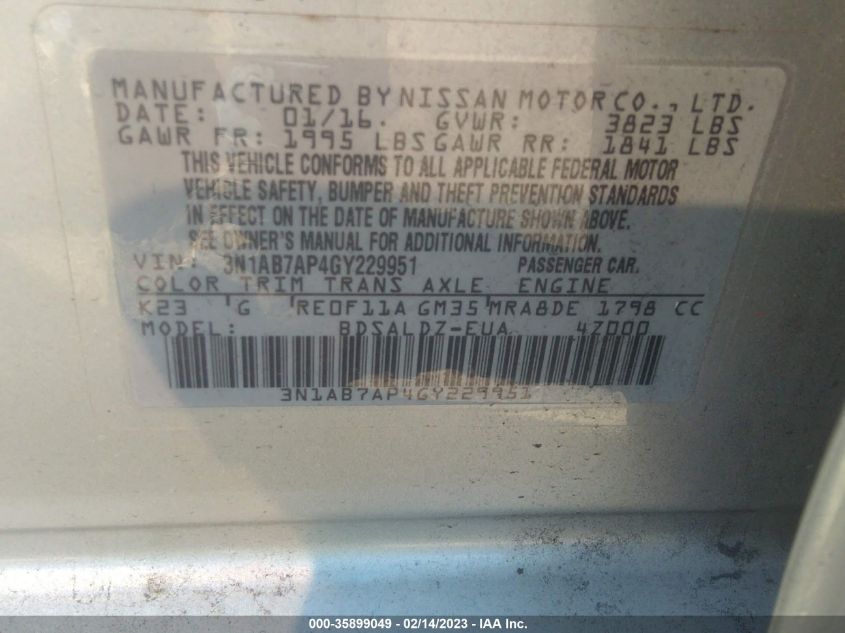 MANUFACTURED BY NISSAN MOTOR CO., LTD.
DATE: 01/16. GVWR: 3823 LBS
GAWR FR: 1995 LBS GAWR RR: 1841 LBS
THIS VEHICLE CONFORMS TO ALL APPLICABLE FEDERAL MOTOR
VEHICLE SAFETY, BUMPER AND THEFT PREVENTION STANDARDS
IN EFFECT ON THE DATE OF MANUFACTURE SHOWN ABOVE.
SEE OWNER'S MANUAL FOR ADDITIONAL INFORMATION.
VIN: 3N1AB7AP4GY229951 PASSENGER CAR.
COLOR TRIM TRANS AXLE ENGINE
K23 G RE0F11A GM35 MRA8DE 1798 CC
MODEL: BDSALDZ-EUA 4Z000
3N1AB7AP4GY229951
000-35899049 - 02/14/2023 - IAA Inc.